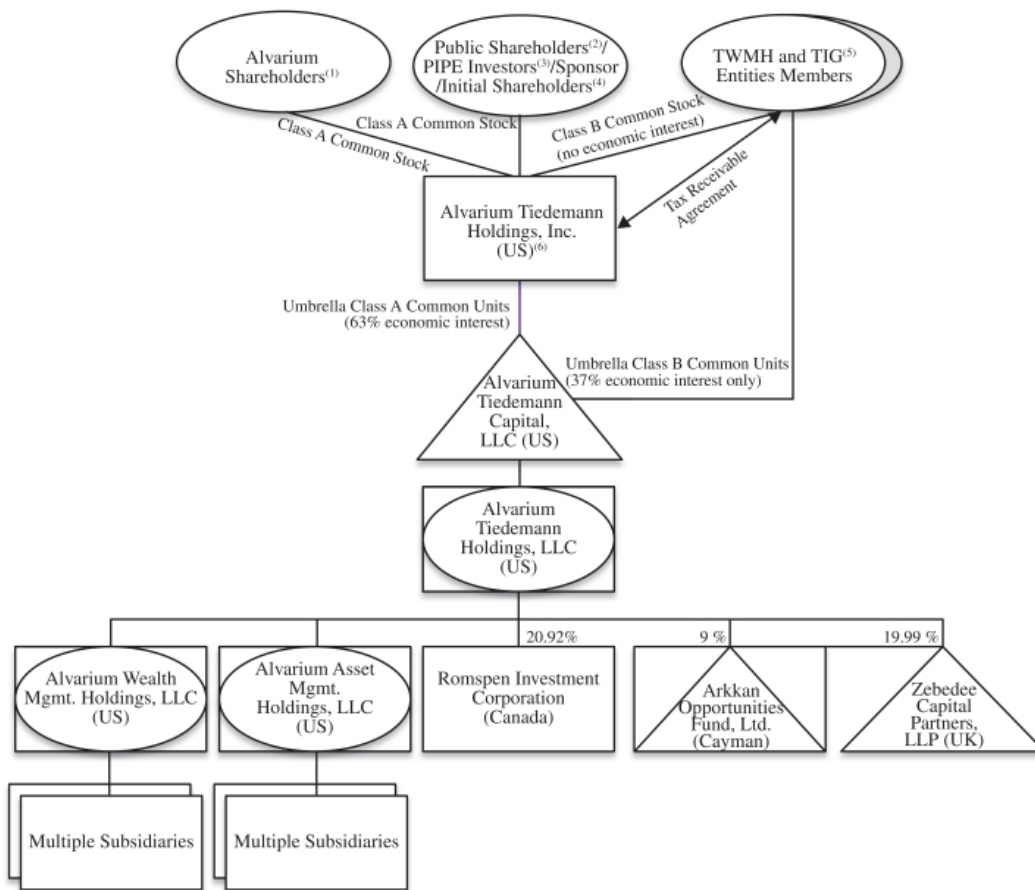 Alvarium
Shareholders(1)
Public Shareholders(2)/
PIPE Investors(3)/Sponsor
/Initial Shareholders(4)
TWMH and TIG(5)
Entities Members
Class A Common Stock
Class A Common Stock
Class B Common Stock
(no economic interest)
Tax Receivable
Agreement
Alvarium Tiedemann
Holdings, Inc.
(US)(6)
Umbrella Class A Common Units
(63% economic interest)
Umbrella Class B Common Units
(37% economic interest only)
Alvarium
Tiedemann
Capital,
LLC (US)
Alvarium
Tiedemann
Holdings, LLC
(US)
20.92%
9 %
19.99 %
Alvarium Wealth
Mgmt. Holdings, LLC
(US)
Alvarium Asset
Mgmt.
Holdings, LLC
(US)
Romspen Investment
Corporation
(Canada)
Arkkan
Opportunities
Fund, Ltd.
(Cayman)
Zebedee
Capital
Partners,
LLP (UK)
Multiple Subsidiaries
Multiple Subsidiaries